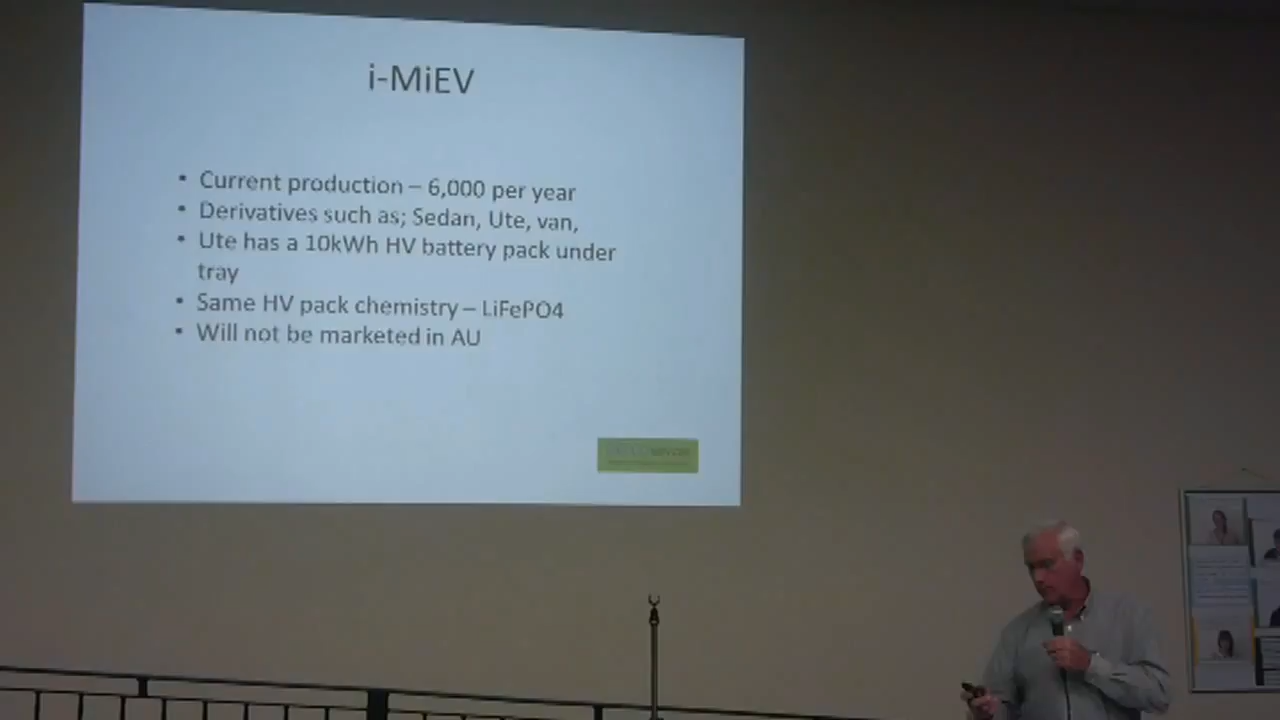 i-MiEV
• Current production – 6,000 per year
• Derivatives such as; Sedan, Ute, van,
• Ute has a 10kWh HV battery pack under
tray
• Same HV pack chemistry – LiFePO4
• Will not be marketed in AU